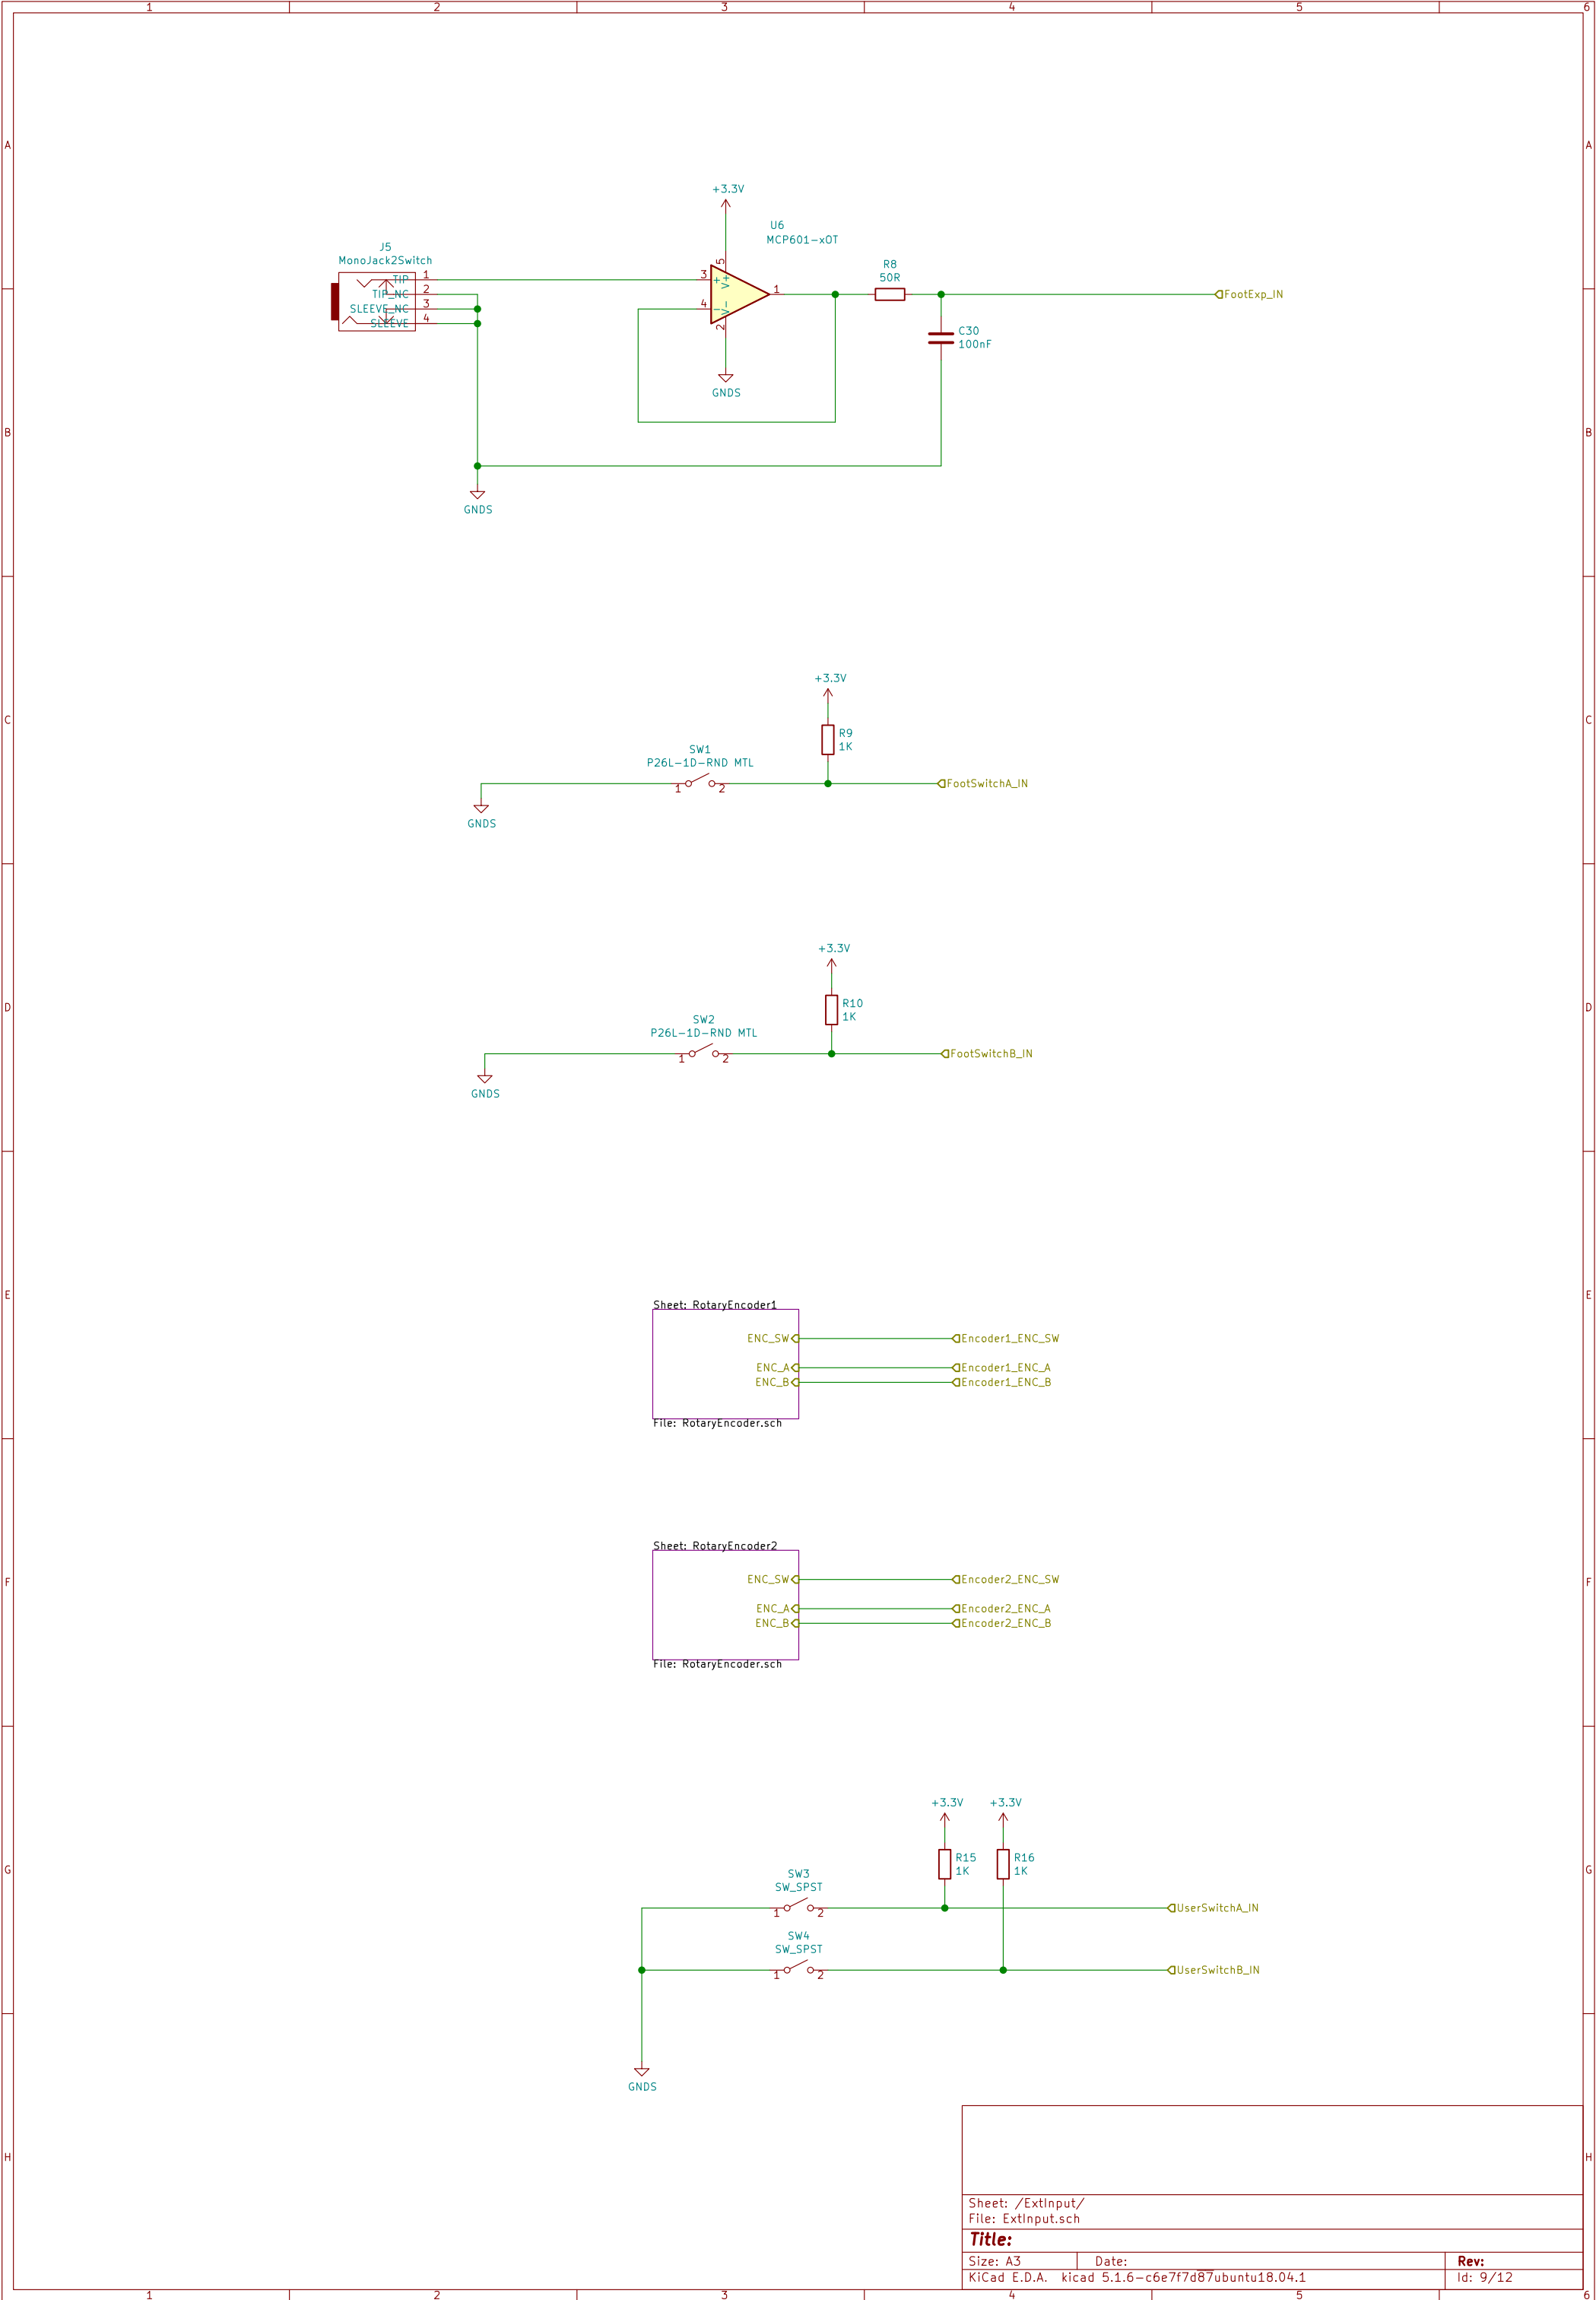 1 2 3 4 5 6
A A
+3.3V
U6
MCP601-xOT
J5
MonoJack2Switch
TIP 1
TIP_NC 2
SLEEVE_NC 3
SLEEVE 4
5
3 + V+ 1
4 - V-
2
GNDS
R8
50R
FootExp_IN
C30
100nF
B B
GNDS
+3.3V
C C
R9
1K
SW1
P26L-1D-RND MTL
1 2
FootSwitchA_IN
GNDS
+3.3V
D D
R10
1K
SW2
P26L-1D-RND MTL
1 2
FootSwitchB_IN
GNDS
E E
Sheet: RotaryEncoder1
ENC_SW Encoder1_ENC_SW
ENC_A Encoder1_ENC_A
ENC_B Encoder1_ENC_B
File: RotaryEncoder.sch
Sheet: RotaryEncoder2
F F
ENC_SW Encoder2_ENC_SW
ENC_A Encoder2_ENC_A
ENC_B Encoder2_ENC_B
File: RotaryEncoder.sch
+3.3V +3.3V
G G
R15
1K
R16
1K
SW3
SW_SPST
1 2
UserSwitchA_IN
SW4
SW_SPST
1 2
UserSwitchB_IN
GNDS
H H
Sheet: /ExtInput/
File: ExtInput.sch
Title:
Size: A3 Date: Rev:
KiCad E.D.A. kicad 5.1.6-c6e7f7d87ubuntu18.04.1 Id: 9/12
1 2 3 4 5 6